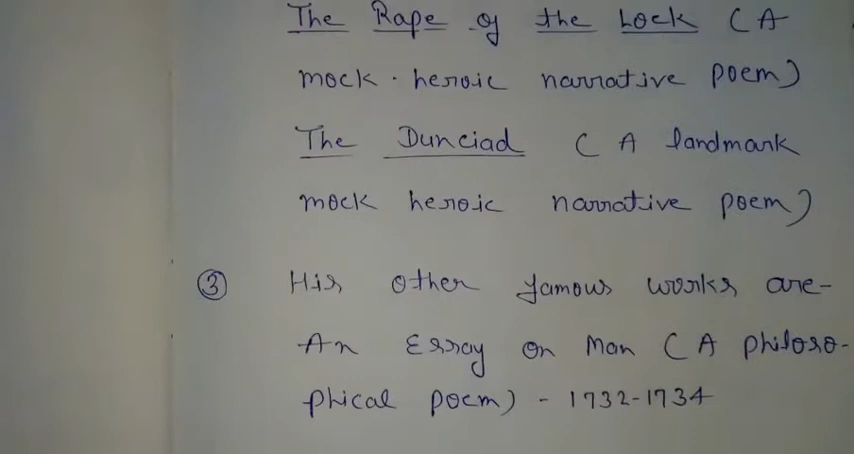 The Rape of the Lock (A
mock-heroic narrative poem)
The Dunciad (A landmark
mock heroic narrative poem)
③ His other famous works are-
An Essay on Man (A philoso-
phical poem) - 1732-1734